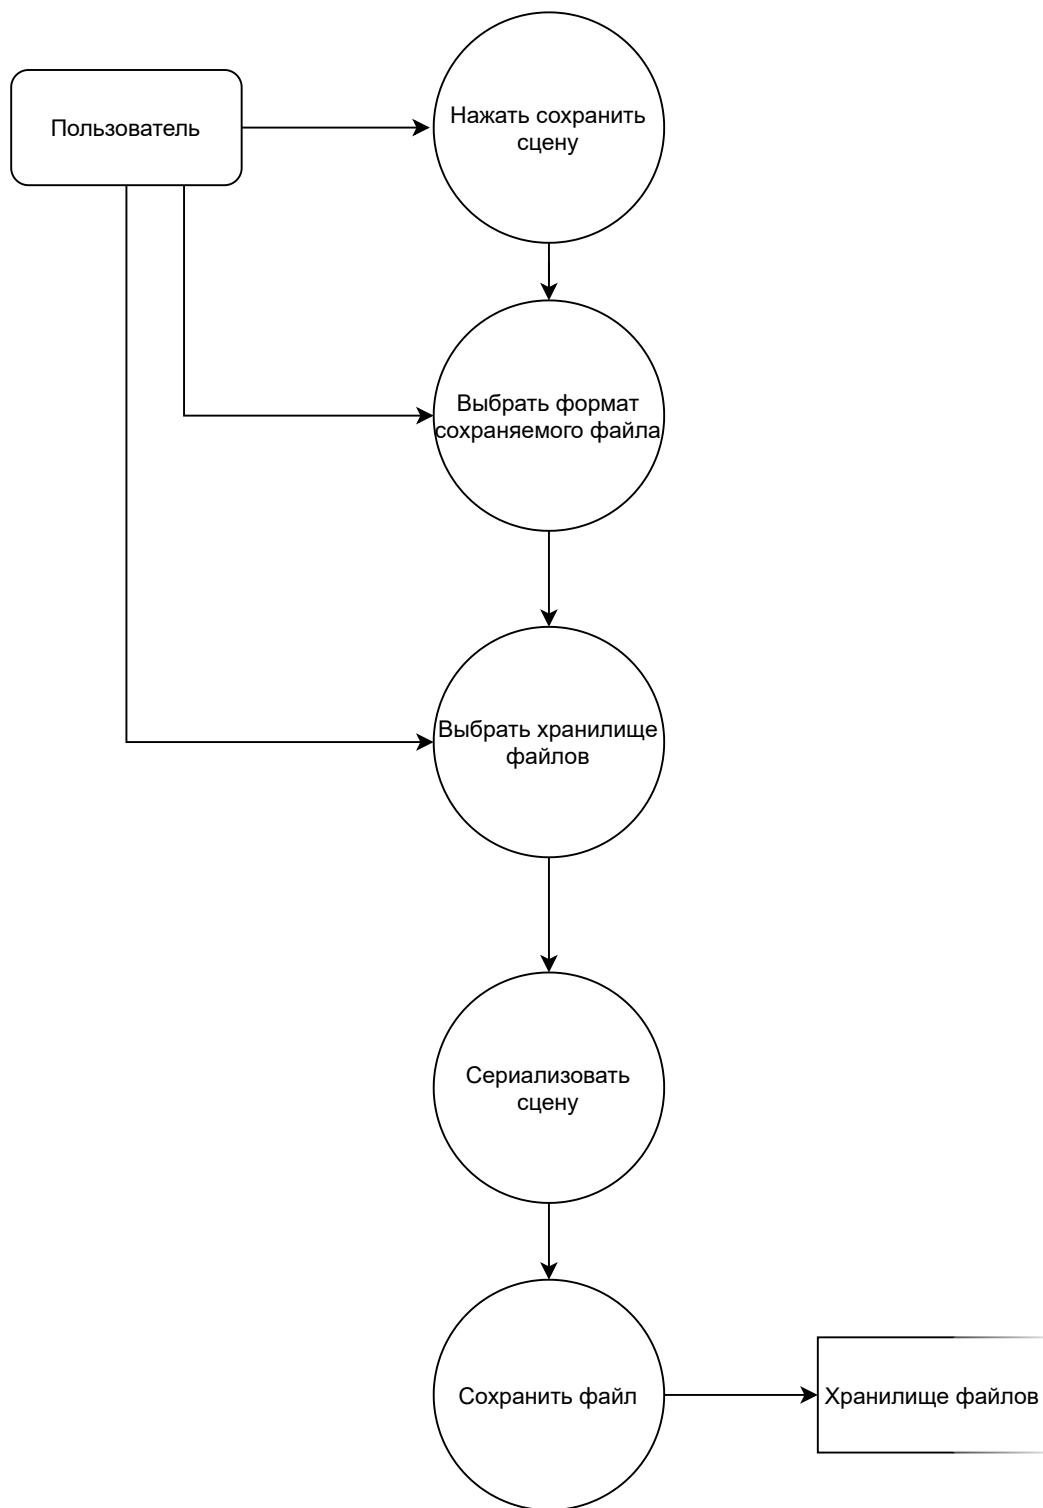 Пользователь
Нажать сохранить
сцену
Выбрать формат
сохраняемого файла
Выбрать хранилище
файлов
Сериализовать
сцену
Сохранить файл
Хранилище файлов